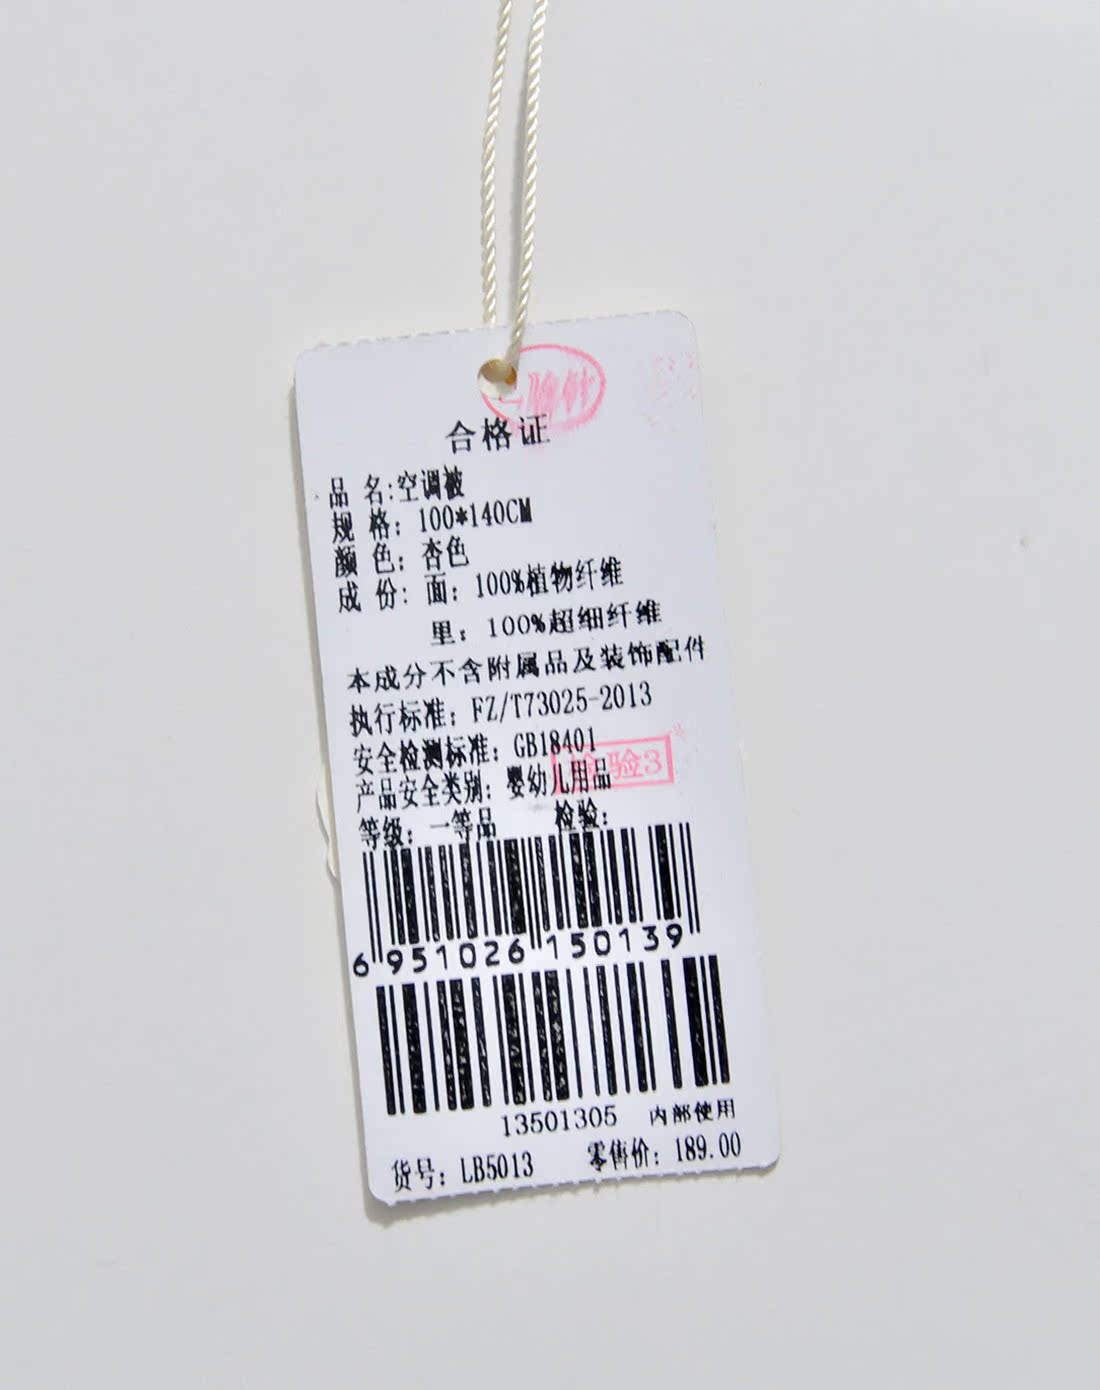 合格证
品 名:空调被
规 格: 100*140CM
颜 色: 杏色
成 份: 面: 100%植物纤维
里: 100%超细纤维
本成分不含附属品及装饰配件
执行标准: FZ/T73025-2013
安全检测标准: GB18401
产品安全类别: 婴幼儿用品
等级: 一等品 检验:
检验3
6 951026 150139
13501305 内部使用
货号: LB5013 零售价: 189.00